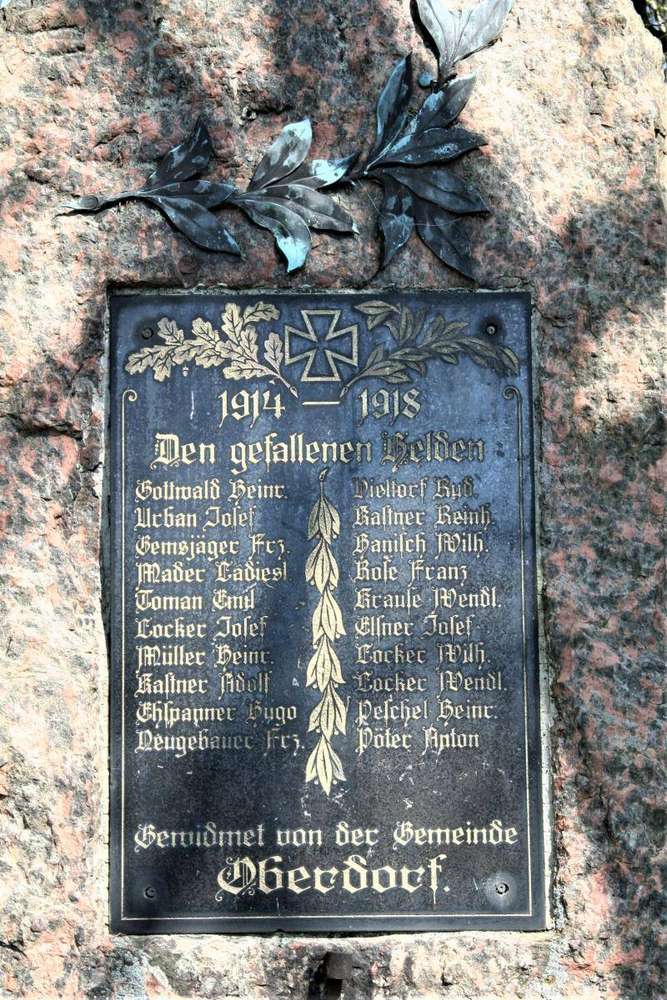 1914 – 1918
Den gefallenen Helden
Gottwald Heinr.
Urban Josef
Gemsjäger Frz.
Mader Ladiesl
Toman Emil
Locker Josef
Müller Heinr.
Kastner Adolf
Ehspanner Hugo
Neugebauer Frz.
Vieltorf Rud.
Kastner Reinh.
Hanisch Wilh.
Rose Franz
Krause Wendl.
Elsner Josef
Locker Wilh.
Locker Wendl.
Peschel Heinr.
Pöter Anton
Gewidmet von der Gemeinde
Oberdorf.